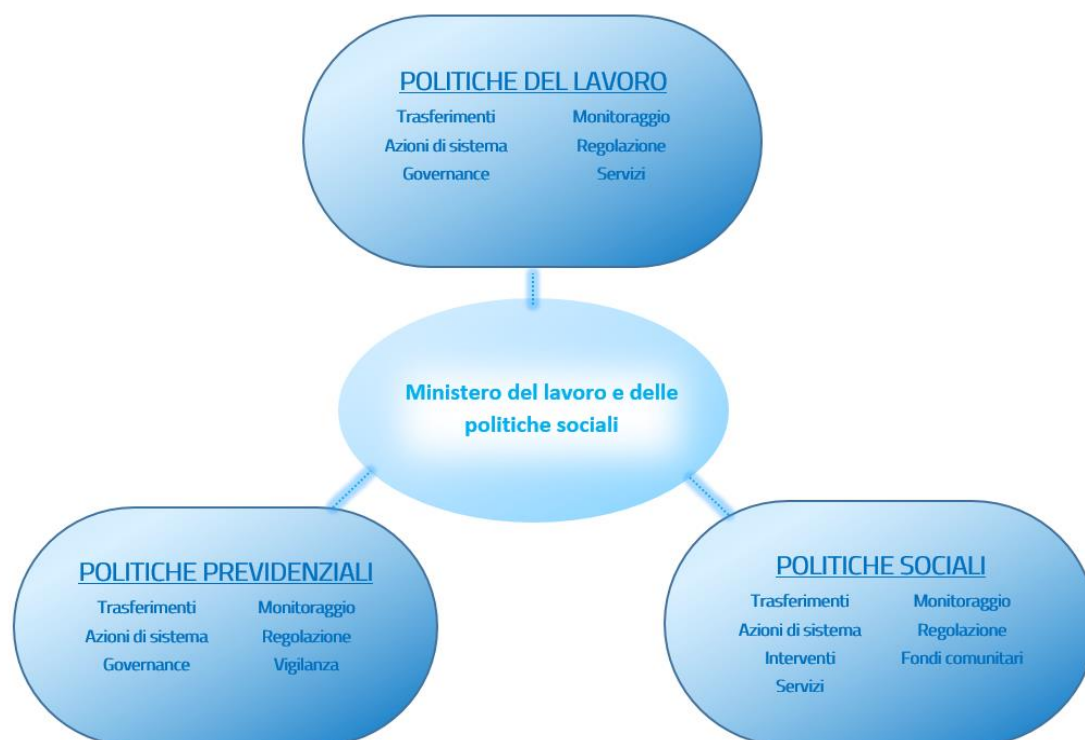 POLITICHE DEL LAVORO
Trasferimenti Monitoraggio
Azioni di sistema Regolazione
Governance Servizi
Ministero del lavoro e delle
politiche sociali
POLITICHE PREVIDENZIALI
Trasferimenti Monitoraggio
Azioni di sistema Regolazione
Governance Vigilanza
POLITICHE SOCIALI
Trasferimenti Monitoraggio
Azioni di sistema Regolazione
Interventi Fondi comunitari
Servizi